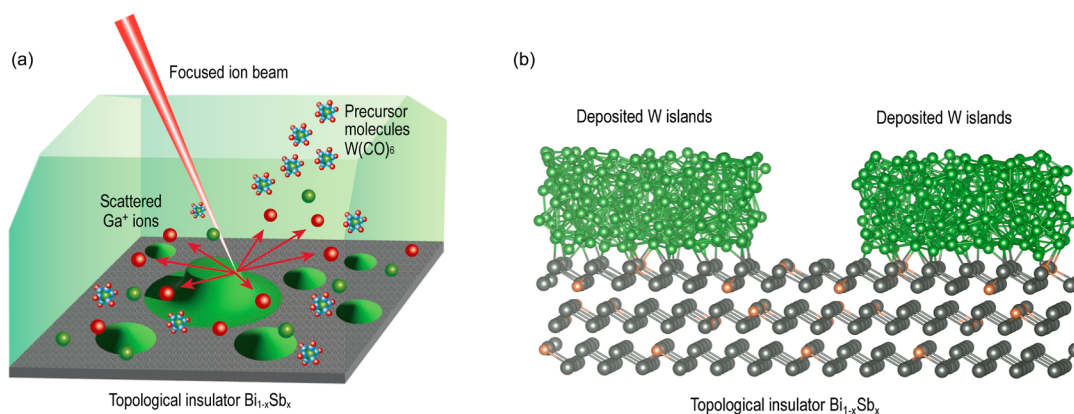 (a)
Focused ion beam
Precursor
molecules
W(CO)₆
Scattered
Ga⁺ ions
Topological insulator Bi₁₋ₓSbₓ
(b)
Deposited W islands
Deposited W islands
Topological insulator Bi₁₋ₓSbₓ